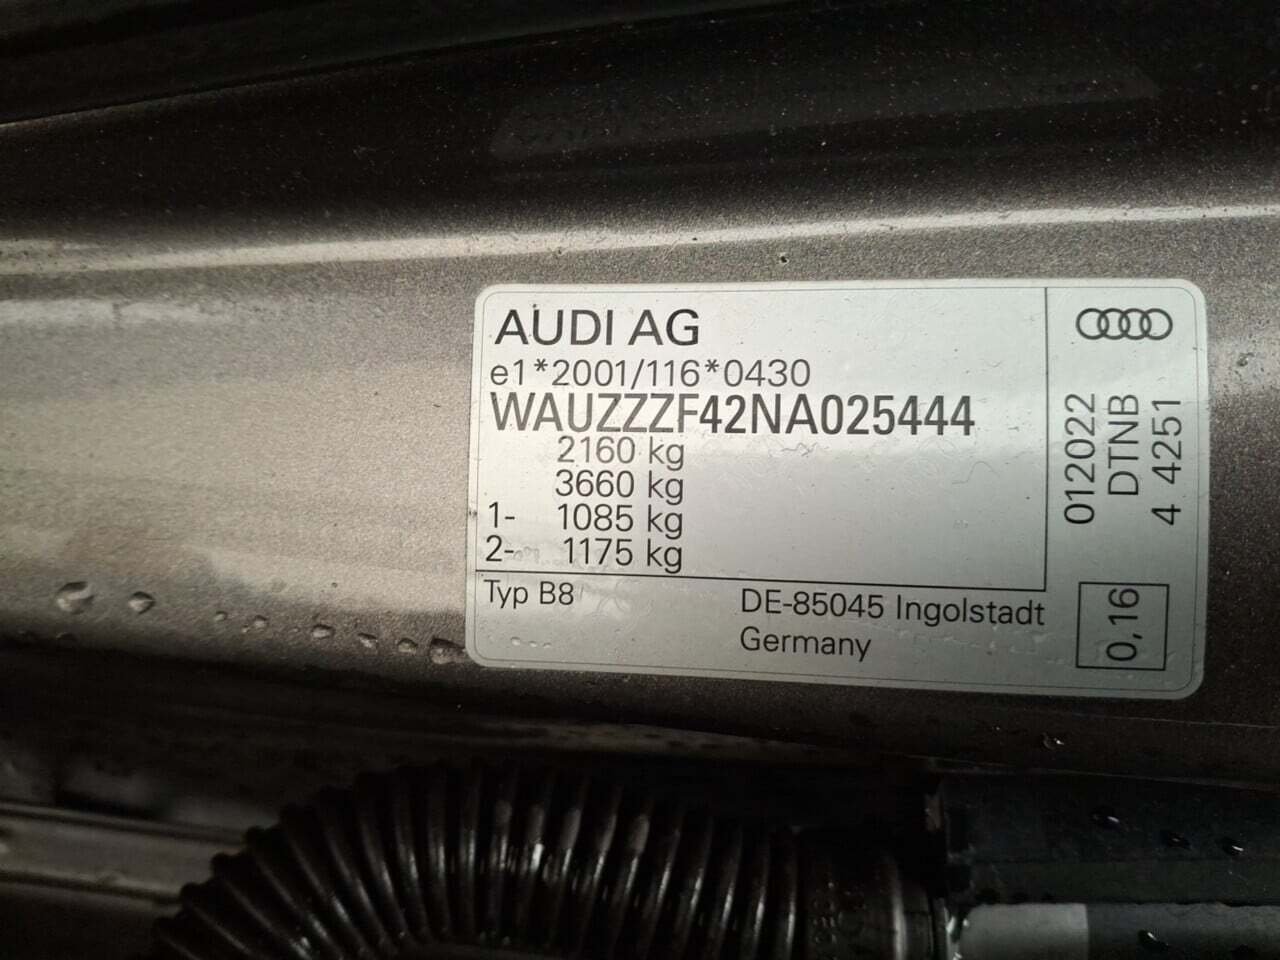 AUDI AG
e1*2001/116*0430
WAUZZZF42NA025444
2160 kg
3660 kg
1- 1085 kg
2- 1175 kg
Typ B8
DE-85045 Ingolstadt
Germany
012022
DTNB
4 4251
0,16